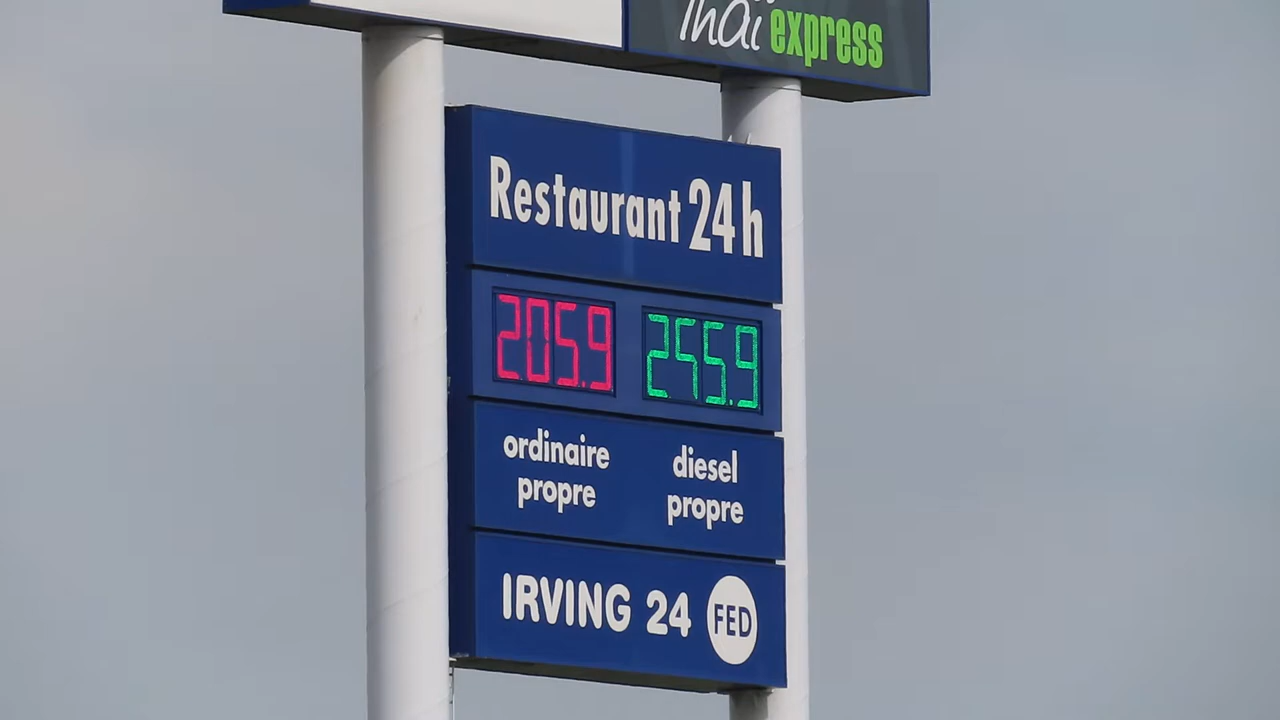 Thai express
Restaurant 24h
205.9 255.9
ordinaire
propre
diesel
propre
IRVING 24 FED